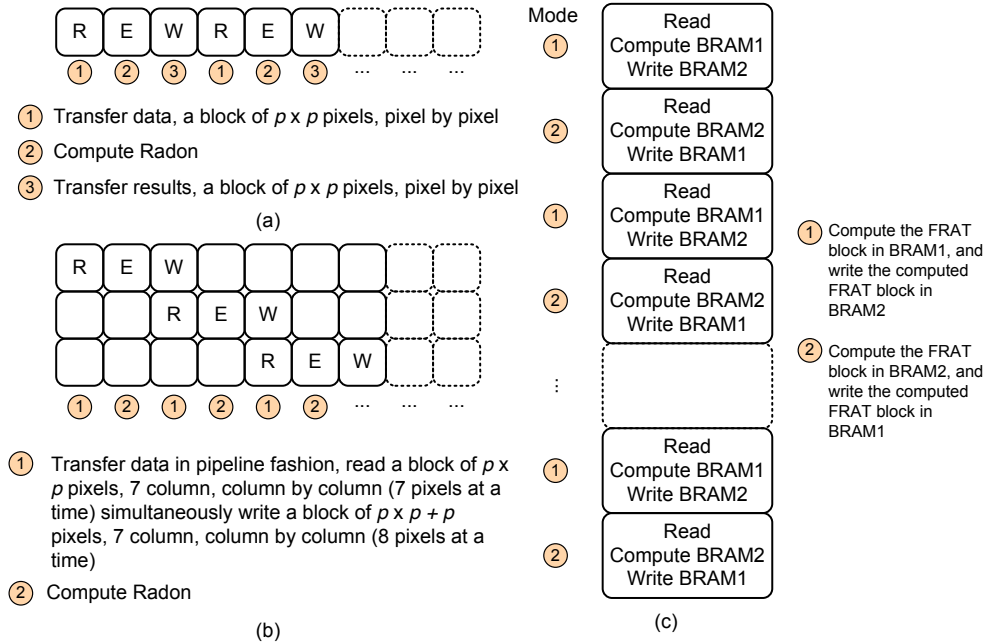 R E W R E W
1 2 3 1 2 3 ... ... ...
1 Transfer data, a block of p x p pixels, pixel by pixel
2 Compute Radon
3 Transfer results, a block of p x p pixels, pixel by pixel
(a)
R E W
R E W
R E W
1 2 1 2 1 2 ... ... ...
1 Transfer data in pipeline fashion, read a block of p x
p pixels, 7 column, column by column (7 pixels at a
time) simultaneously write a block of p x p + p
pixels, 7 column, column by column (8 pixels at a
time)
2 Compute Radon
(b)
Mode
1
Read
Compute BRAM1
Write BRAM2
2
Read
Compute BRAM2
Write BRAM1
1
Read
Compute BRAM1
Write BRAM2
2
Read
Compute BRAM2
Write BRAM1
...
1
Read
Compute BRAM1
Write BRAM2
2
Read
Compute BRAM2
Write BRAM1
(c)
1 Compute the FRAT
block in BRAM1, and
write the computed
FRAT block in
BRAM2
2 Compute the FRAT
block in BRAM2, and
write the computed
FRAT block in
BRAM1